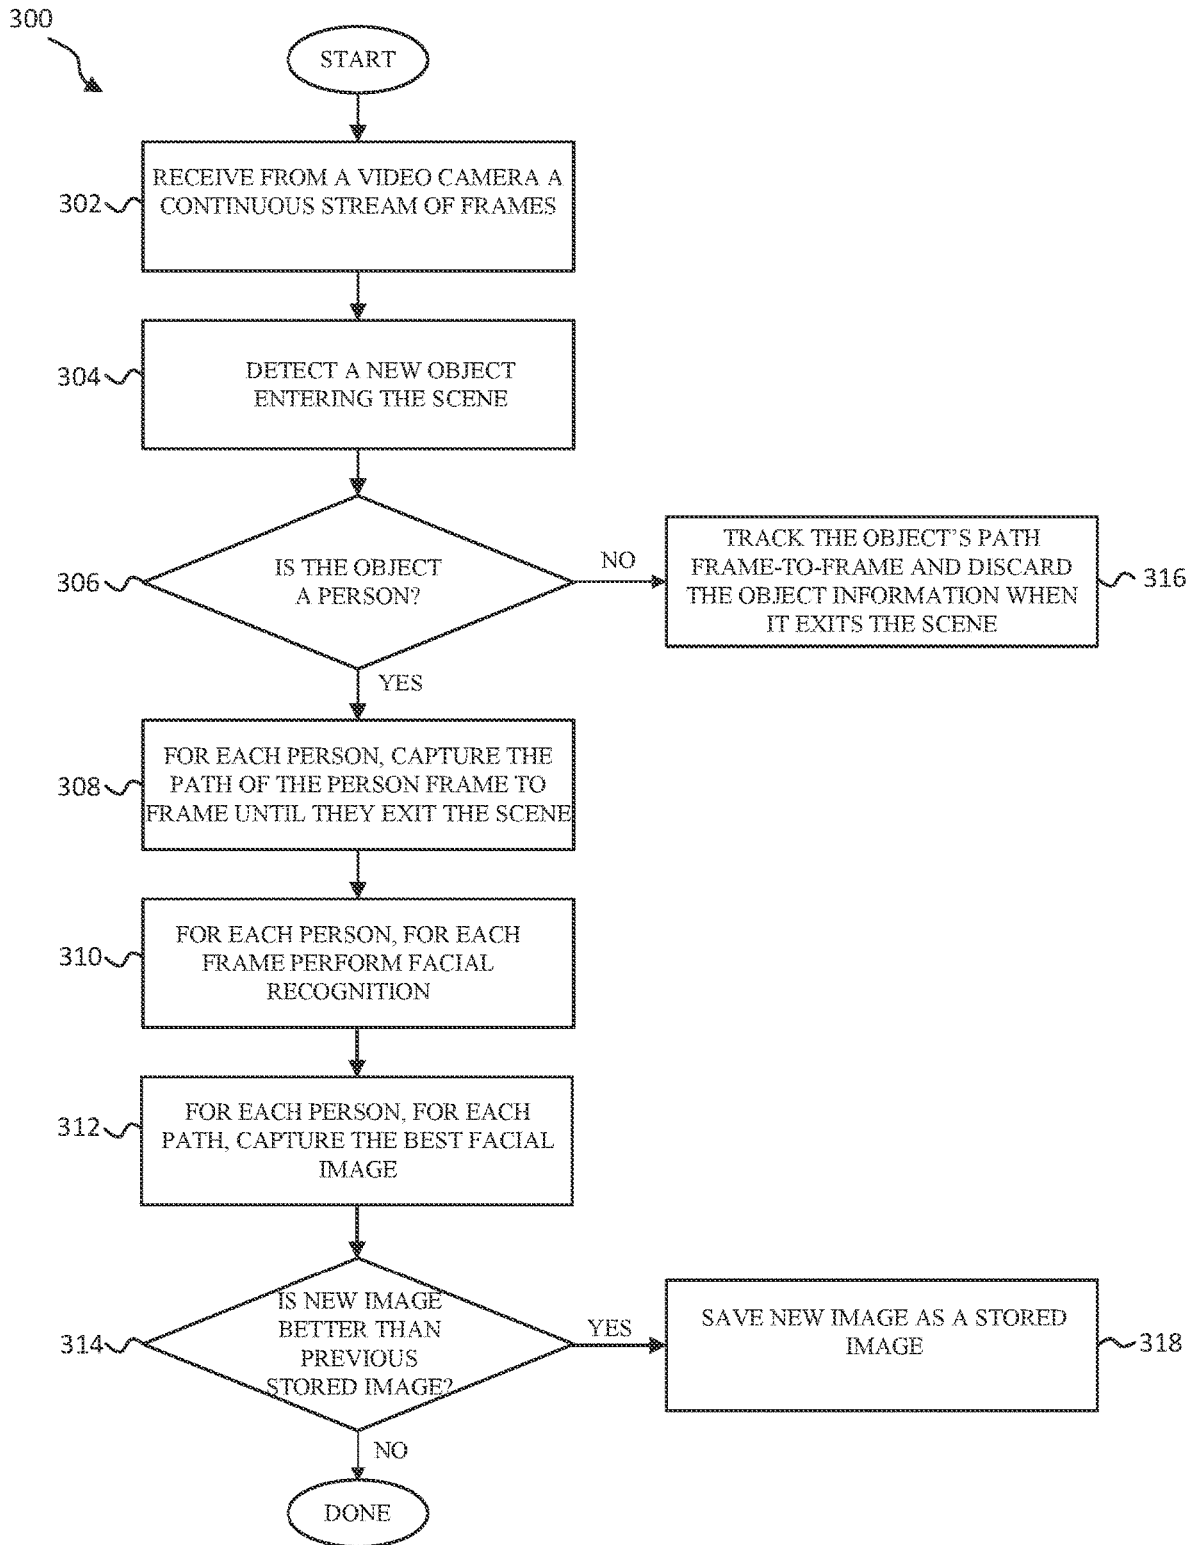 300
START
RECEIVE FROM A VIDEO CAMERA A
CONTINUOUS STREAM OF FRAMES
302
DETECT A NEW OBJECT
ENTERING THE SCENE
304
IS THE OBJECT
A PERSON?
306
NO
TRACK THE OBJECT'S PATH
FRAME-TO-FRAME AND DISCARD
THE OBJECT INFORMATION WHEN
IT EXITS THE SCENE
316
YES
FOR EACH PERSON, CAPTURE THE
PATH OF THE PERSON FRAME TO
FRAME UNTIL THEY EXIT THE SCENE
308
FOR EACH PERSON, FOR EACH
FRAME PERFORM FACIAL
RECOGNITION
310
FOR EACH PERSON, FOR EACH
PATH, CAPTURE THE BEST FACIAL
IMAGE
312
IS NEW IMAGE
BETTER THAN
PREVIOUS
STORED IMAGE?
314
YES
SAVE NEW IMAGE AS A STORED
IMAGE
318
NO
DONE